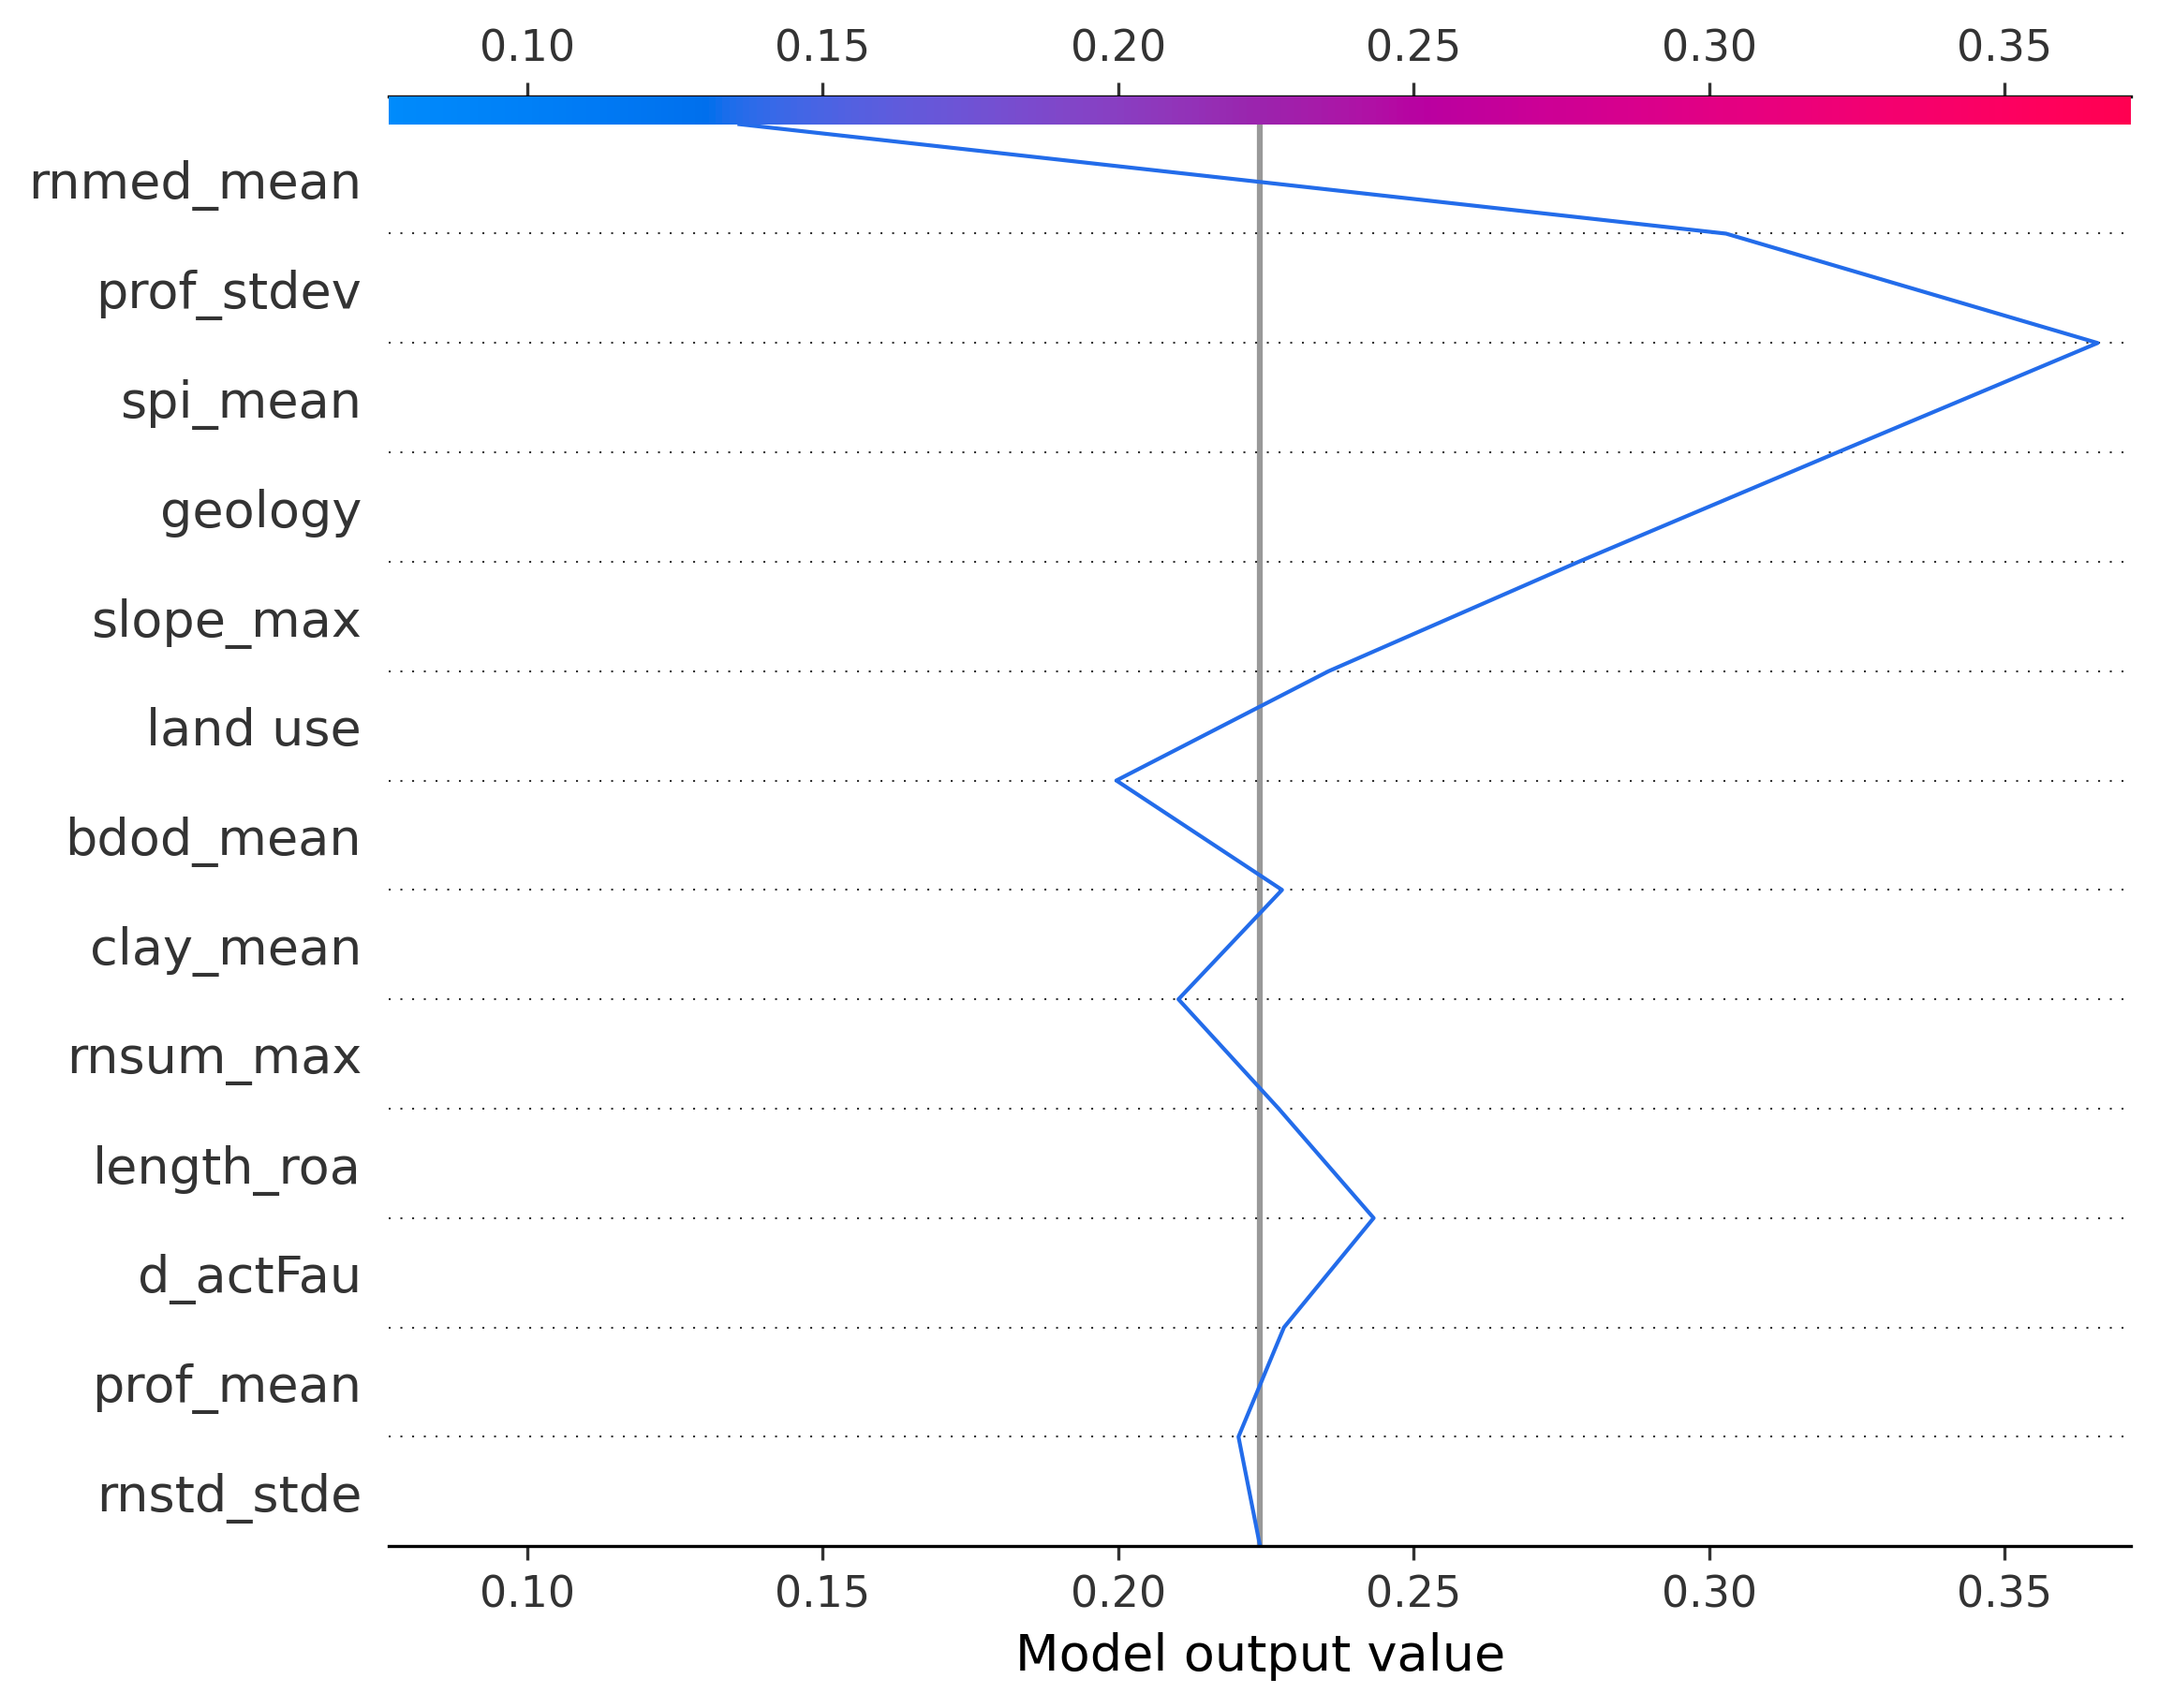 0.10 0.15 0.20 0.25 0.30 0.35
rnmed_mean
prof_stdev
spi_mean
geology
slope_max
land use
bdod_mean
clay_mean
rnsum_max
length_roa
d_actFau
prof_mean
rnstd_stde
0.10 0.15 0.20 0.25 0.30 0.35
Model output value